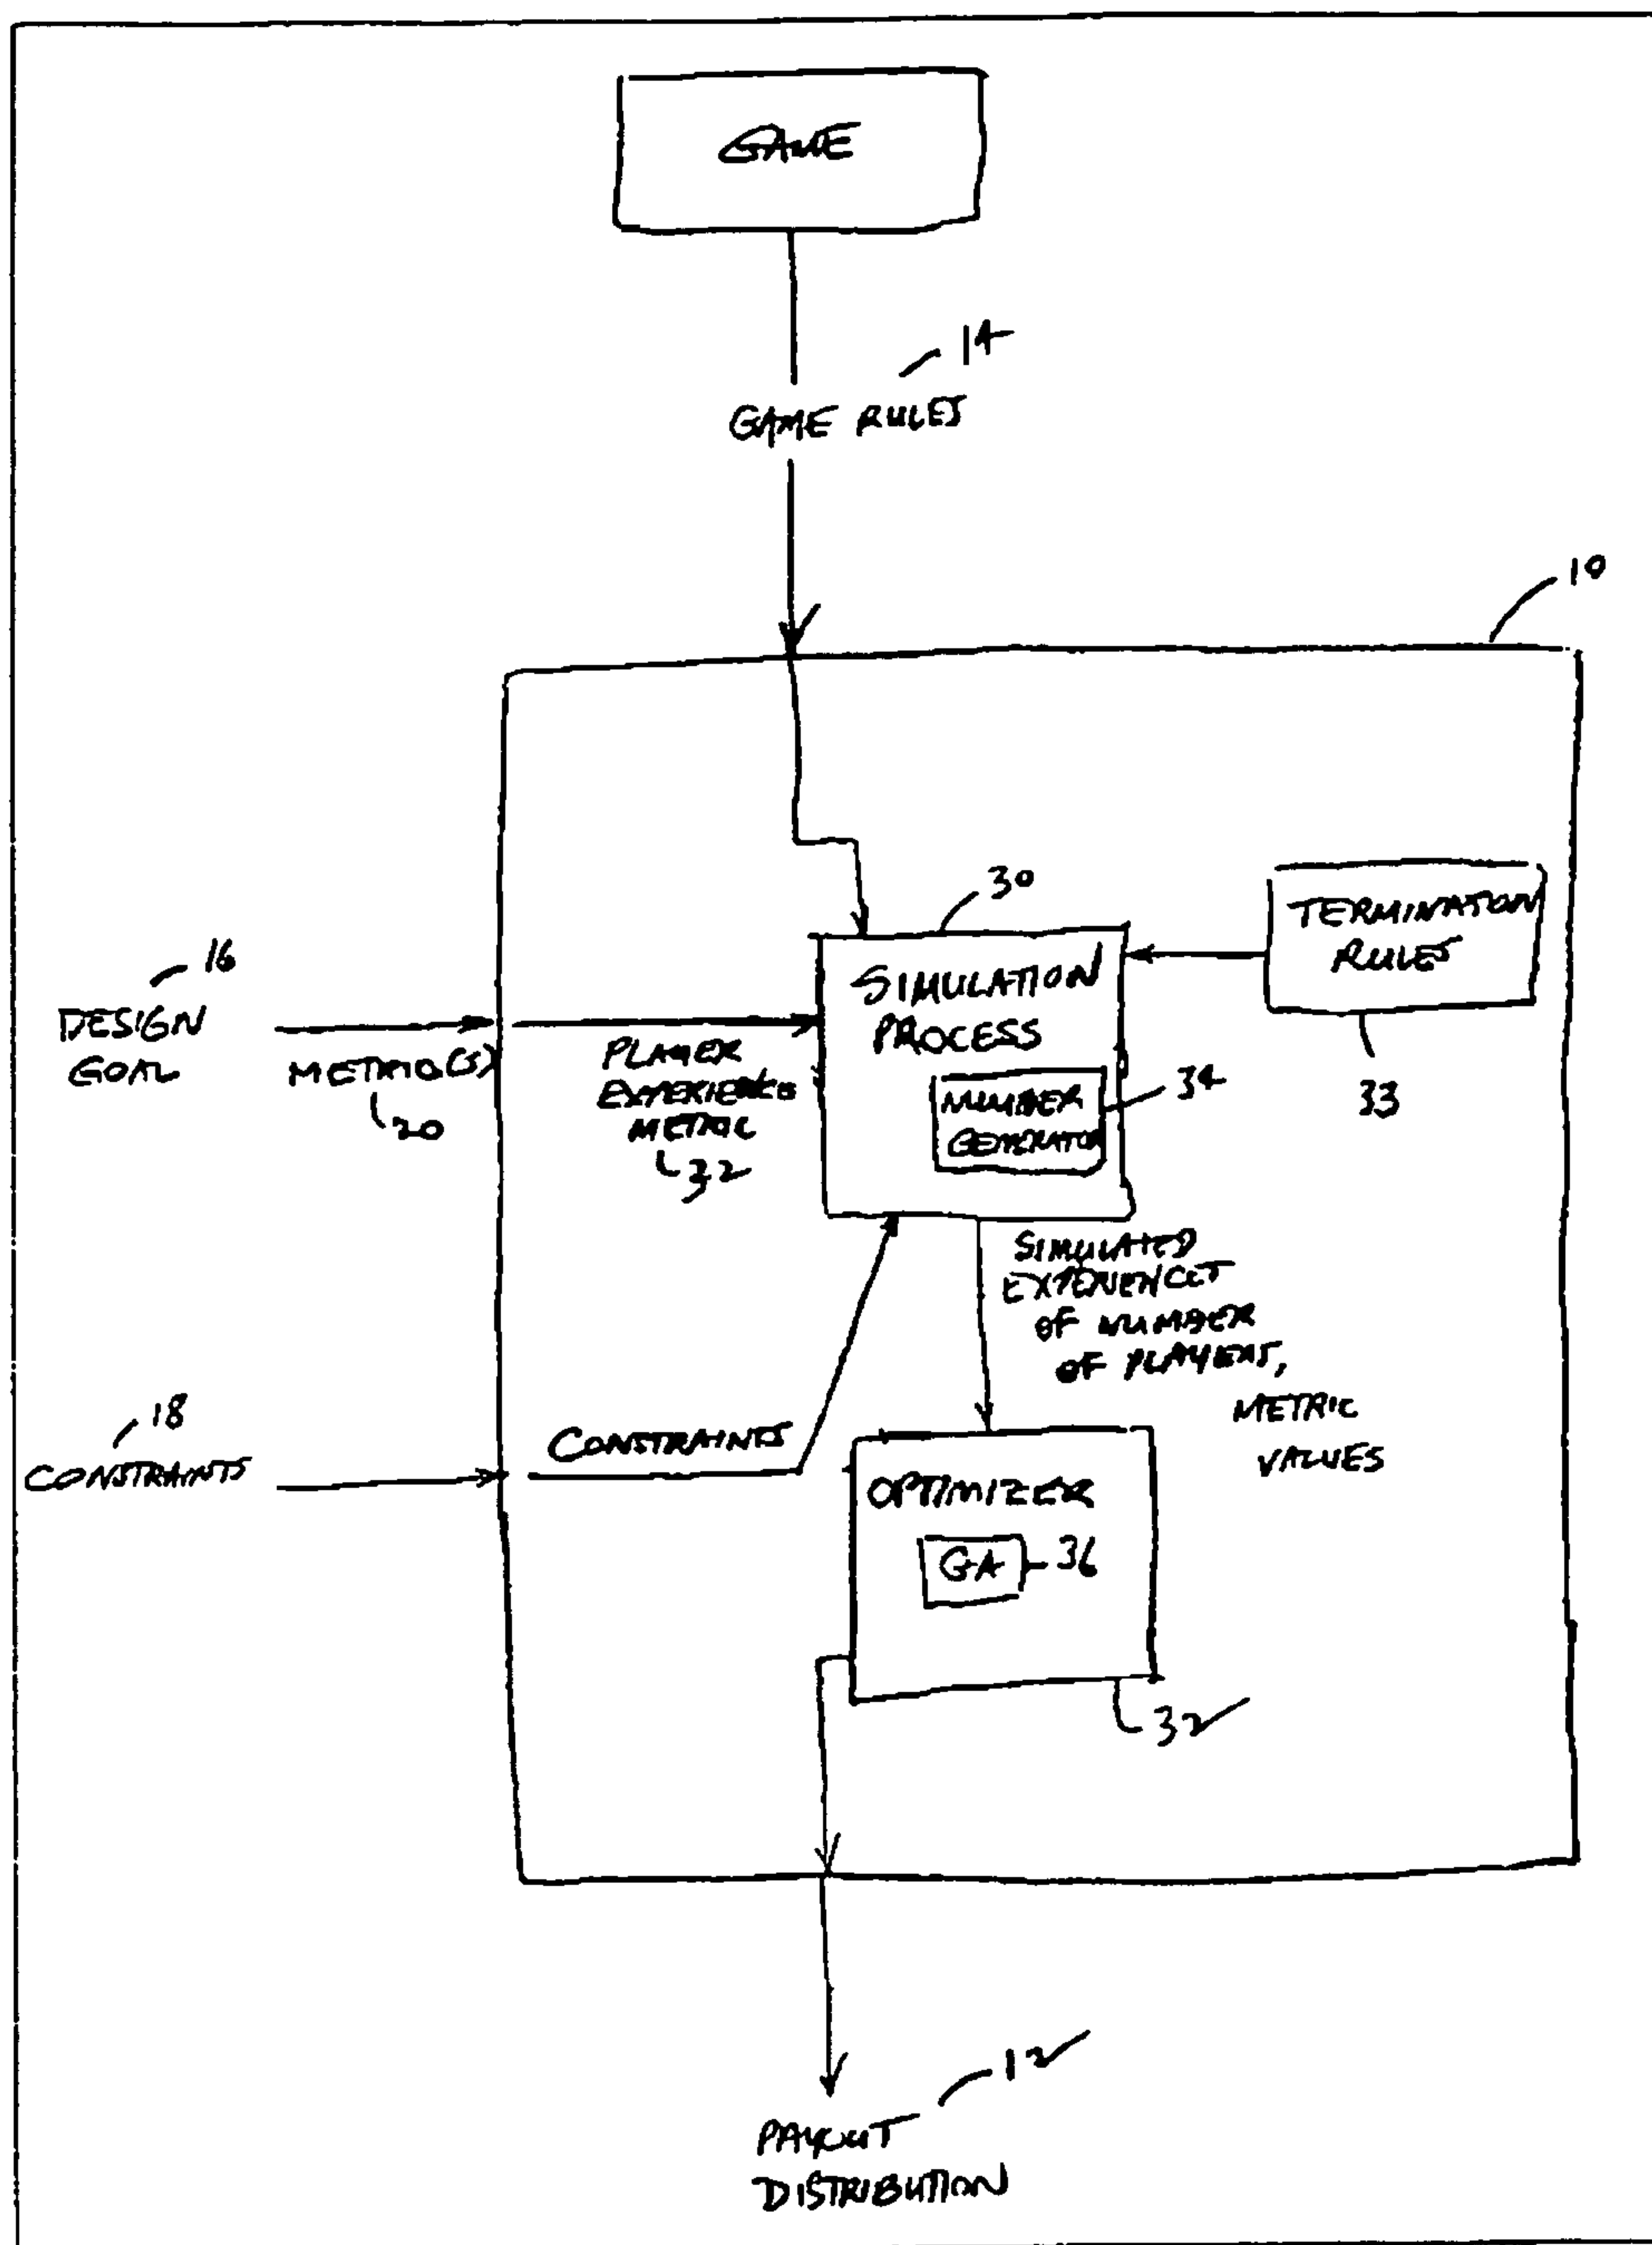 GAME
14
GAME RULES
10
30
TERMINATION
RULES
33
16
DESIGN
GOAL
METRIC(S)
20
PLAYER
EXPERIENCE
METRIC
32
SIMULATION
PROCESS
NUMBER
GENERATOR
34
SIMULATED
EXPERIENCES
OF NUMBER
OF PLAYERS,
METRIC
VALUES
18
CONSTRAINTS
CONSTRAINTS
OPTIMIZER
GA
36
32
12
PAYOUT
DISTRIBUTION